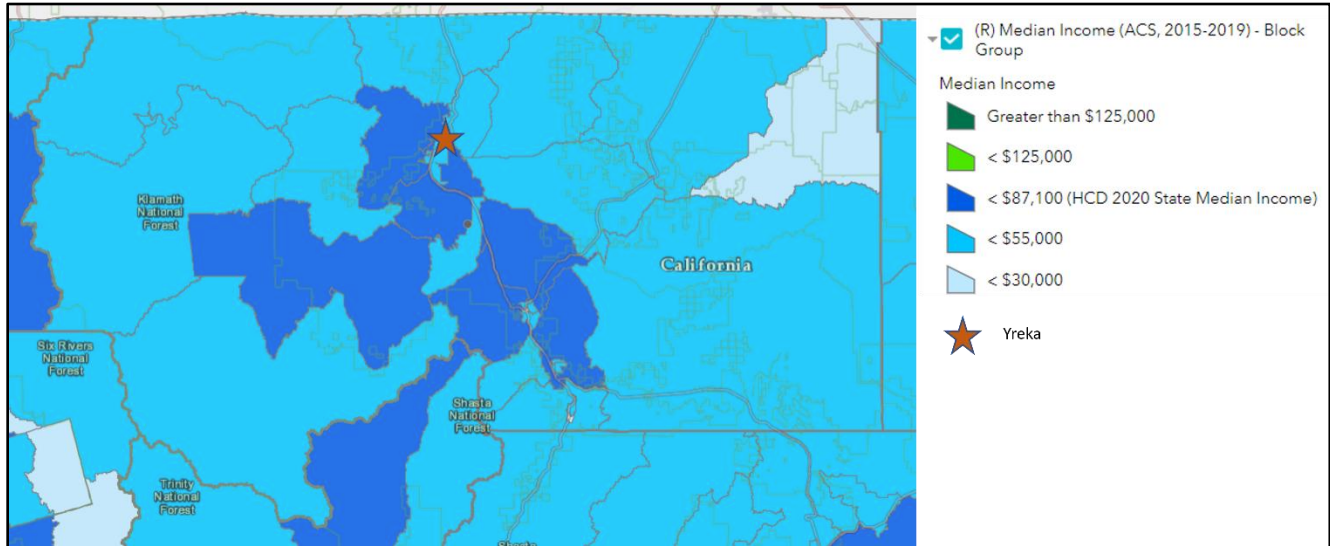 (R) Median Income (ACS, 2015-2019) - Block
Group
Median Income
Greater than $125,000
< $125,000
< $87,100 (HCD 2020 State Median Income)
< $55,000
< $30,000
Yreka
Klamath
National
Forest
California
Six Rivers
National
Forest
Shasta
National
Forest
Trinity
National
Forest